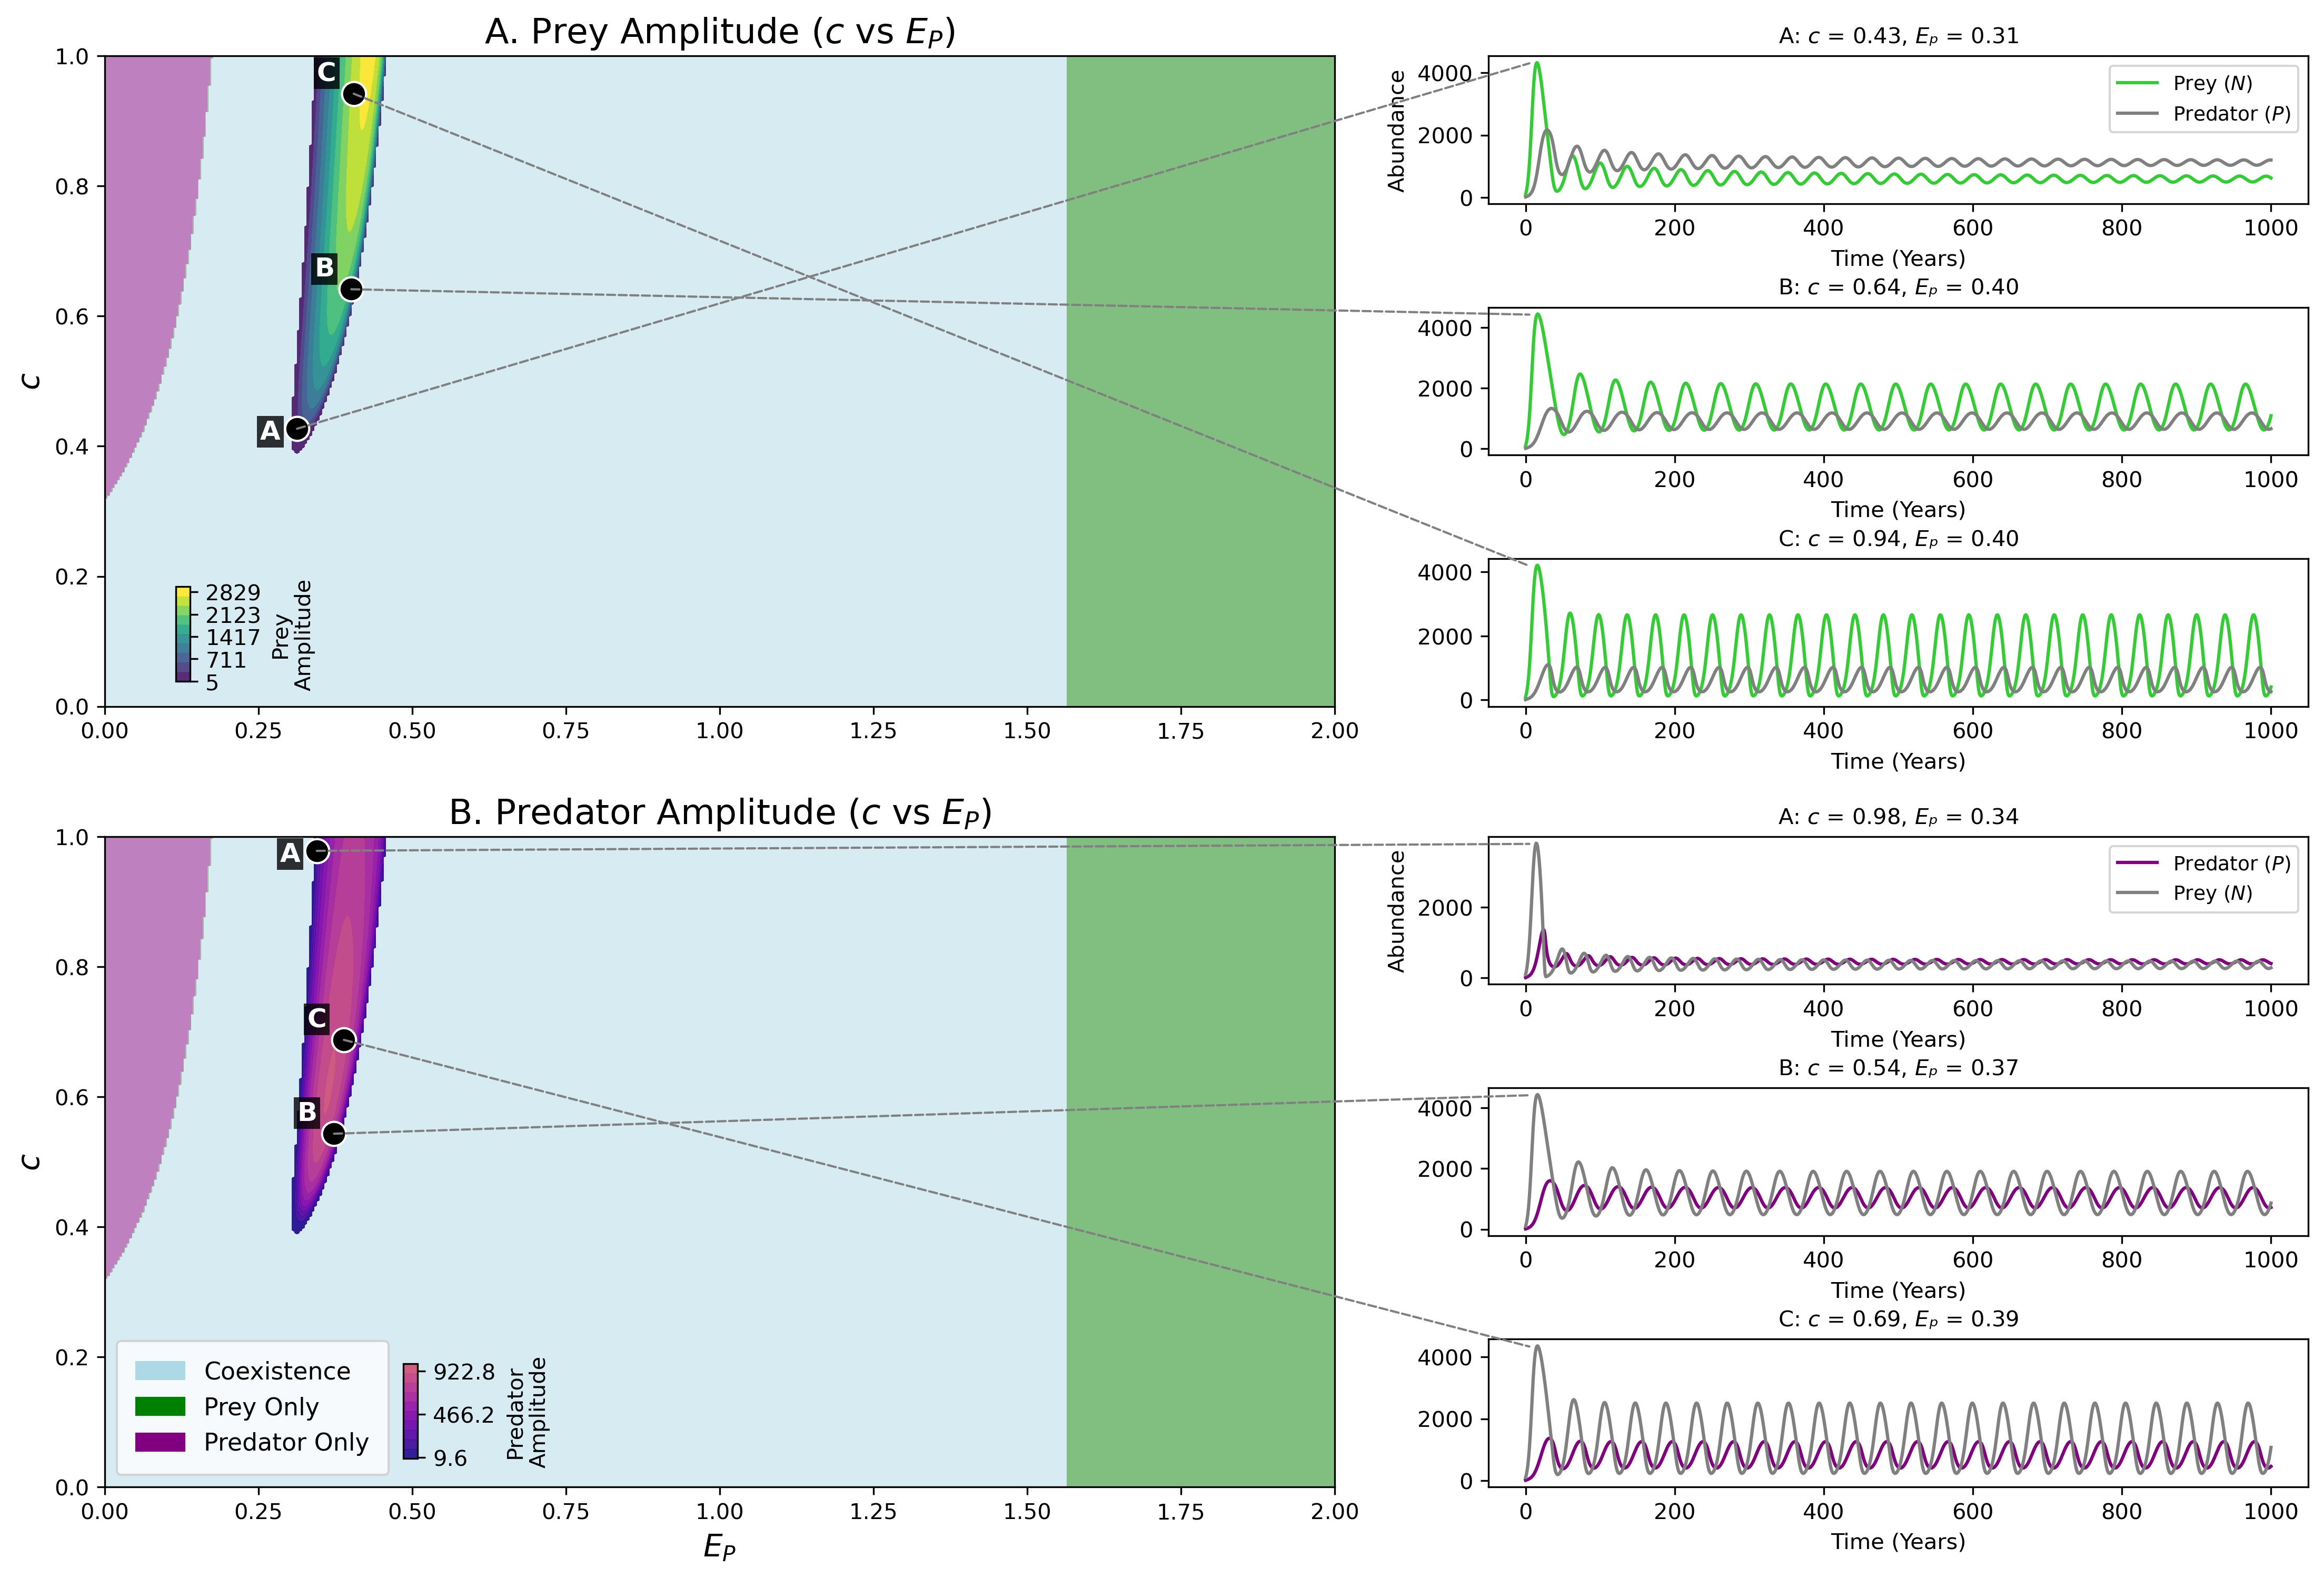 A. Prey Amplitude (c vs E_P)
1.0
0.8
0.6
0.4
0.2
0.0
c
C
B
A
2829
2123
1417
711
5
Prey
Amplitude
0.00 0.25 0.50 0.75 1.00 1.25 1.50 1.75 2.00
A: c = 0.43, Eₚ = 0.31
Abundance
4000
2000
0
Prey (N)
Predator (P)
0 200 400 600 800 1000
Time (Years)
B: c = 0.64, Eₚ = 0.40
4000
2000
0
0 200 400 600 800 1000
Time (Years)
C: c = 0.94, Eₚ = 0.40
4000
2000
0
0 200 400 600 800 1000
Time (Years)
B. Predator Amplitude (c vs E_P)
1.0
0.8
0.6
0.4
0.2
0.0
c
A
C
B
Coexistence
Prey Only
Predator Only
922.8
466.2
9.6
Predator
Amplitude
0.00 0.25 0.50 0.75 1.00 1.25 1.50 1.75 2.00
E_P
A: c = 0.98, Eₚ = 0.34
Abundance
2000
0
Predator (P)
Prey (N)
0 200 400 600 800 1000
Time (Years)
B: c = 0.54, Eₚ = 0.37
4000
2000
0
0 200 400 600 800 1000
Time (Years)
C: c = 0.69, Eₚ = 0.39
4000
2000
0
0 200 400 600 800 1000
Time (Years)